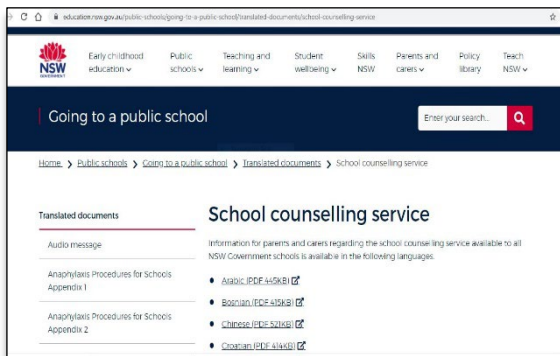 education.nsw.gov.au/public-schools/going-to-a-public-school/translated-documents/school-counselling-service
NSW
GOVERNMENT
Early childhood
education
Public
schools
Teaching and
learning
Student
wellbeing
Skills
NSW
Parents and
carers
Policy
library
Teach
NSW
Going to a public school
Enter your search..
Home > Public schools > Going to a public school > Translated documents > School counselling service
Translated documents
Audio message
Anaphylaxis Procedures for Schools
Appendix 1
Anaphylaxis Procedures for Schools
Appendix 2
School counselling service
Information for parents and carers regarding the school counselling service available to all
NSW Government schools is available in the following languages.
• Arabic (PDF 445KB)
• Bosnian (PDF 415KB)
• Chinese (PDF 521KB)
• Croatian (PDF 414KB)